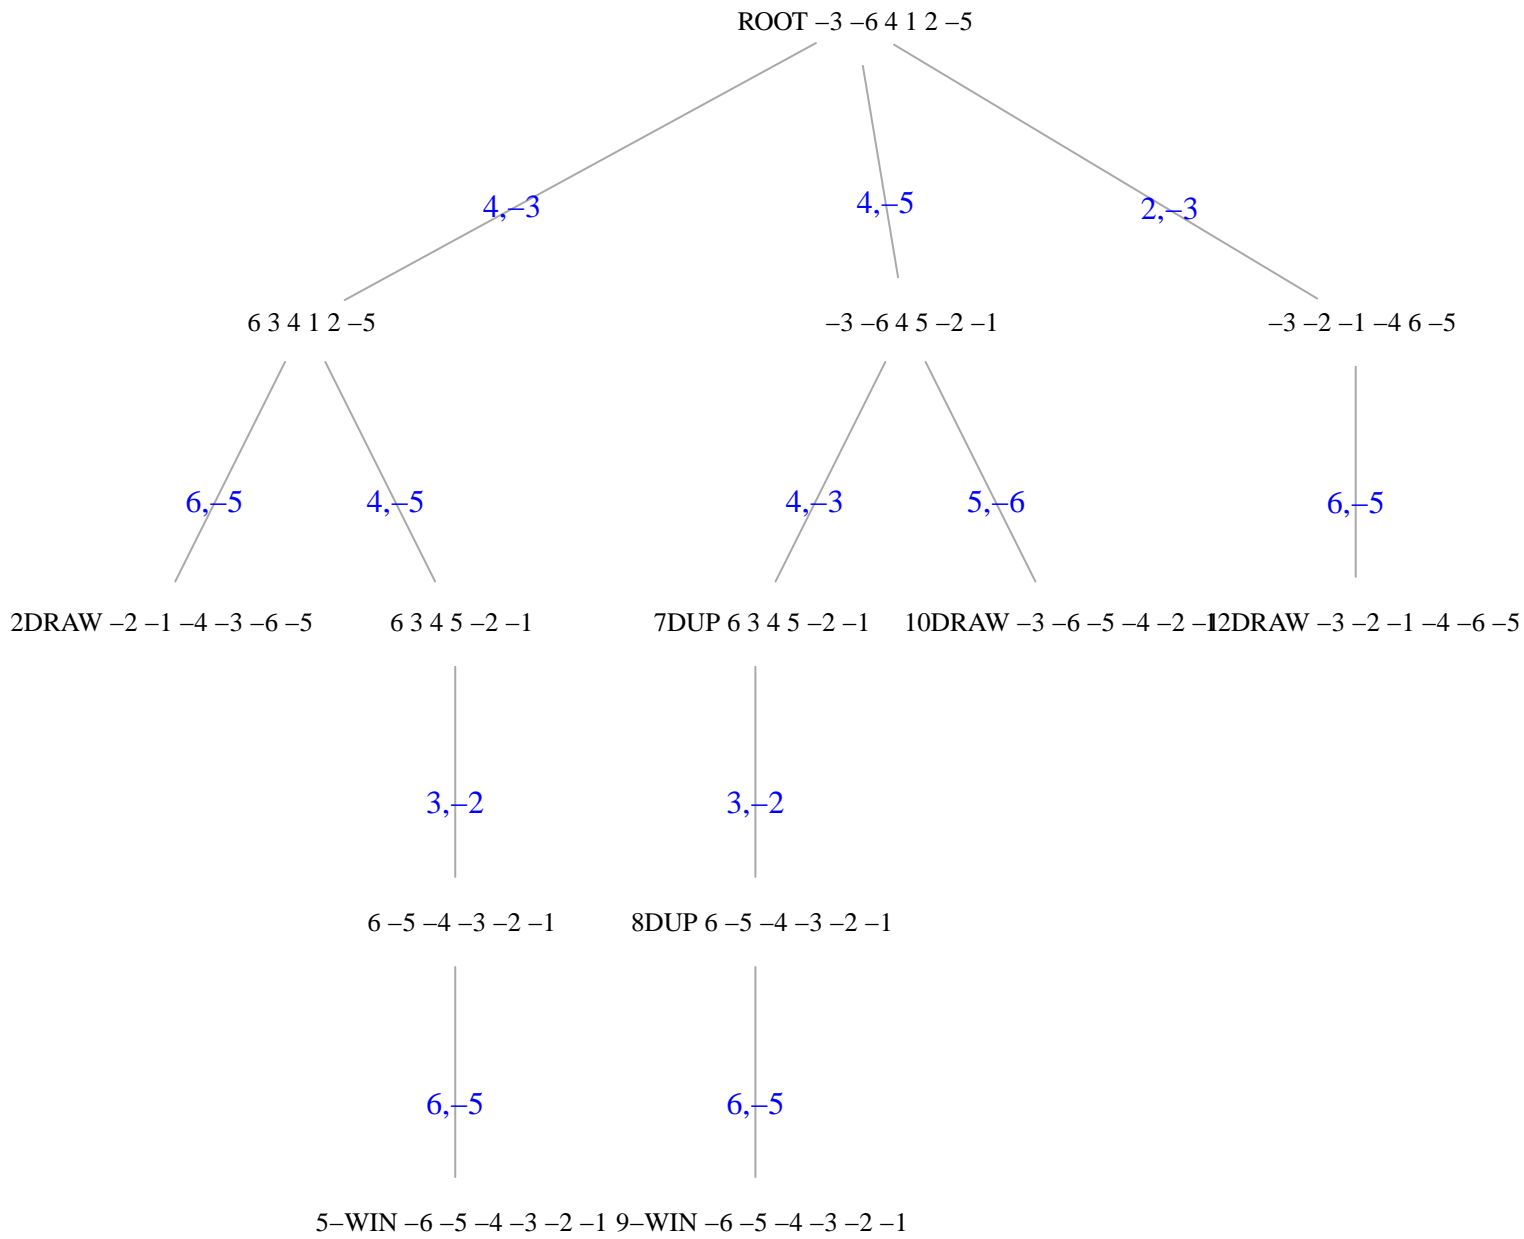 ROOT –3 –6 4 1 2 –5
4,–3
4,–5
2,–3
6 3 4 1 2 –5
–3 –6 4 5 –2 –1
–3 –2 –1 –4 6 –5
6,–5
4,–5
4,–3
5,–6
6,–5
2DRAW –2 –1 –4 –3 –6 –5
6 3 4 5 –2 –1
7DUP 6 3 4 5 –2 –1
10DRAW –3 –6 –5 –4 –2 –1
12DRAW –3 –2 –1 –4 –6 –5
3,–2
3,–2
6 –5 –4 –3 –2 –1
8DUP 6 –5 –4 –3 –2 –1
6,–5
6,–5
5–WIN –6 –5 –4 –3 –2 –1
9–WIN –6 –5 –4 –3 –2 –1